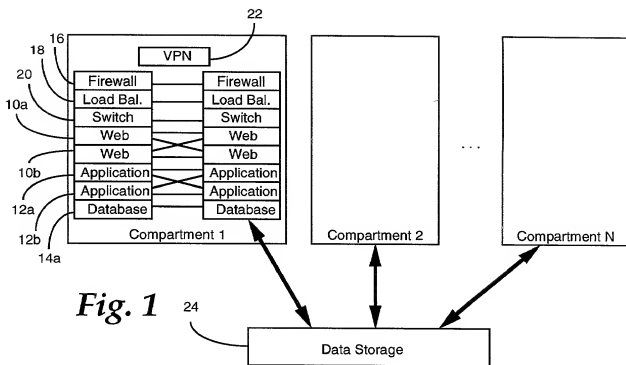 22
16
VPN
18
Firewall
Firewall
20
Load Bal.
Load Bal.
Switch
Switch
10a
Web
Web
Web
Web
10b
Application
Application
12a
Application
Application
12b
Database
Database
14a
Compartment 1
Compartment 2
...
Compartment N
Fig. 1
24
Data Storage